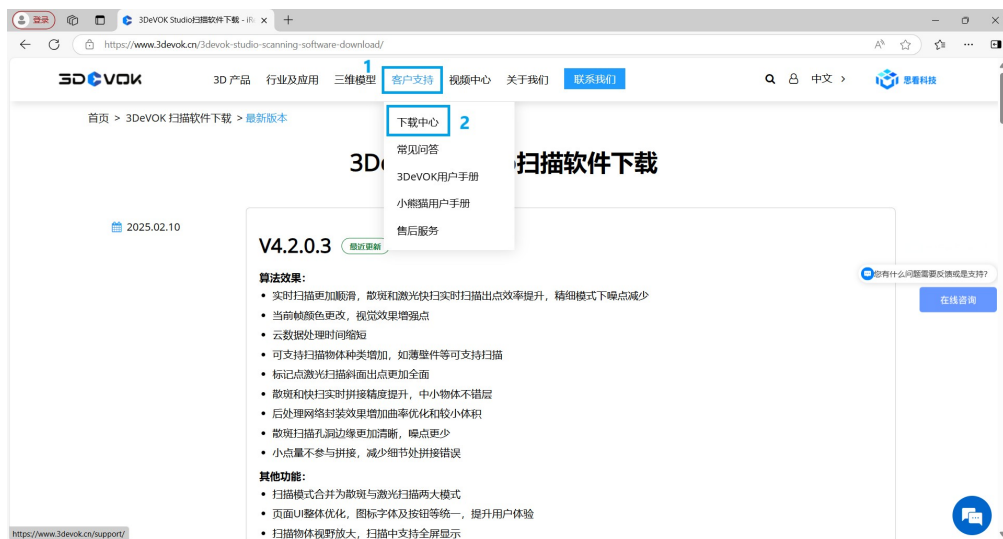 登录
3DeVOK Studio扫描软件下载 - iR
https://www.3devok.cn/3devok-studio-scanning-software-download/
1
3DeVOK
3D 产品 行业及应用 三维模型 客户支持 视频中心 关于我们 联系我们
中文 >
思看科技
首页 > 3DeVOK 扫描软件下载 > 最新版本
下载中心 2
常见问答
3DeVOK用户手册
小熊猫用户手册
售后服务
3De 扫描软件下载
2025.02.10
V4.2.0.3 最近更新
算法效果：
• 实时扫描更加顺滑，散斑和激光快扫实时扫描出点效率提升，精细模式下噪点减少
• 当前帧颜色更改，视觉效果增强点
• 云数据处理时间缩短
• 可支持扫描物体种类增加，如薄壁件等可支持扫描
• 标记点激光扫描斜面出点更加全面
• 散斑和快扫实时拼接精度提升，中小物体不错层
• 后处理网络封装效果增加曲率优化和较小体积
• 散斑扫描孔洞边缘更加清晰，噪点更少
• 小点量不参与拼接，减少细节处拼接错误
其他功能：
• 扫描模式合并为散斑与激光扫描两大模式
• 页面UI整体优化，图标字体及按钮等统一，提升用户体验
• 扫描物体视野放大，扫描中支持全屏显示
您有什么问题需要反馈或是支持?
在线咨询
https://www.3devok.cn/support/